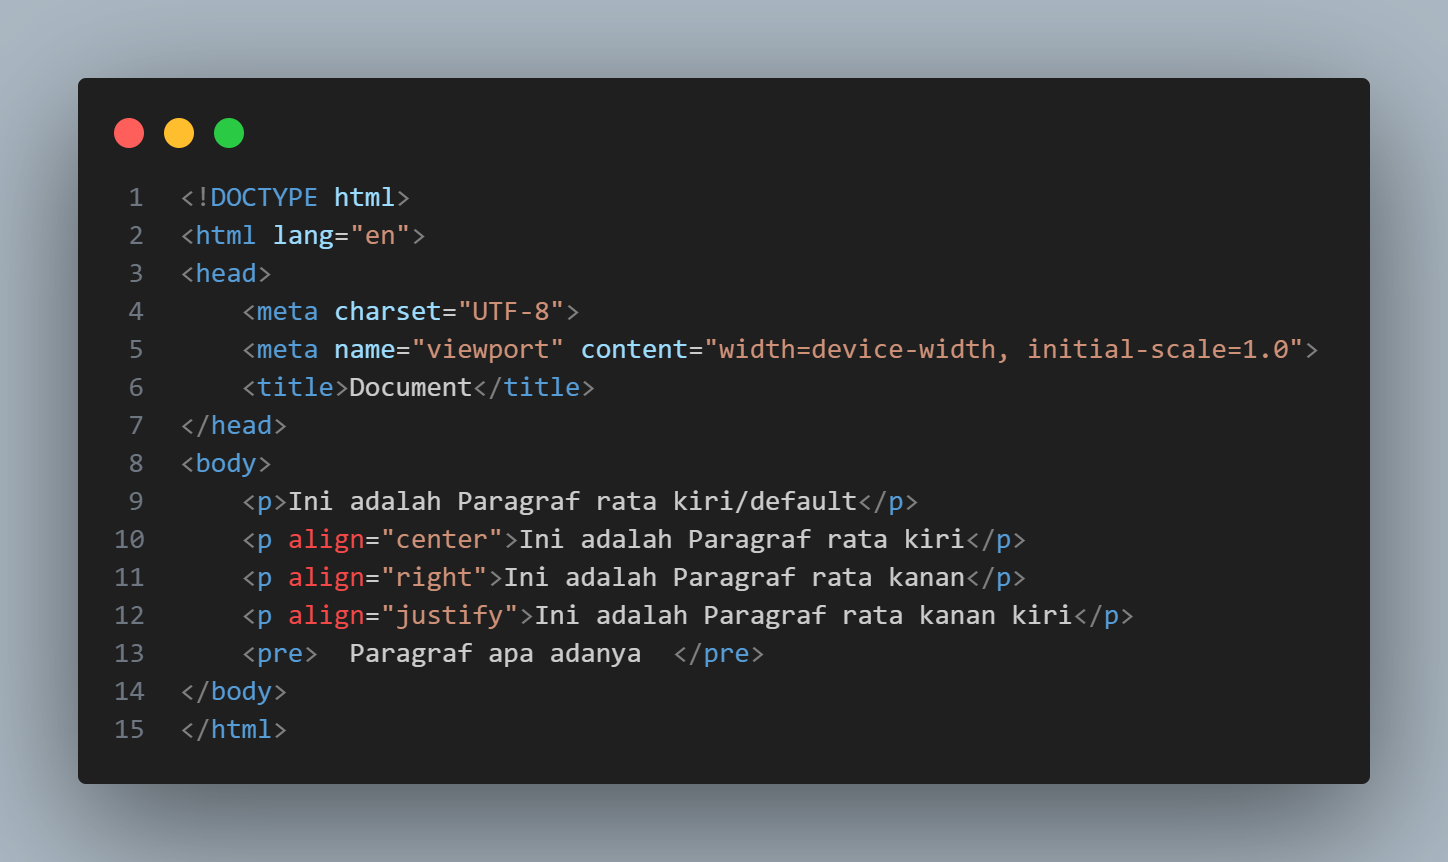 1 <!DOCTYPE html>
2 <html lang="en">
3 <head>
4     <meta charset="UTF-8">
5     <meta name="viewport" content="width=device-width, initial-scale=1.0">
6     <title>Document</title>
7 </head>
8 <body>
9     <p>Ini adalah Paragraf rata kiri/default</p>
10     <p align="center">Ini adalah Paragraf rata kiri</p>
11     <p align="right">Ini adalah Paragraf rata kanan</p>
12     <p align="justify">Ini adalah Paragraf rata kanan kiri</p>
13     <pre>  Paragraf apa adanya  </pre>
14 </body>
15 </html>